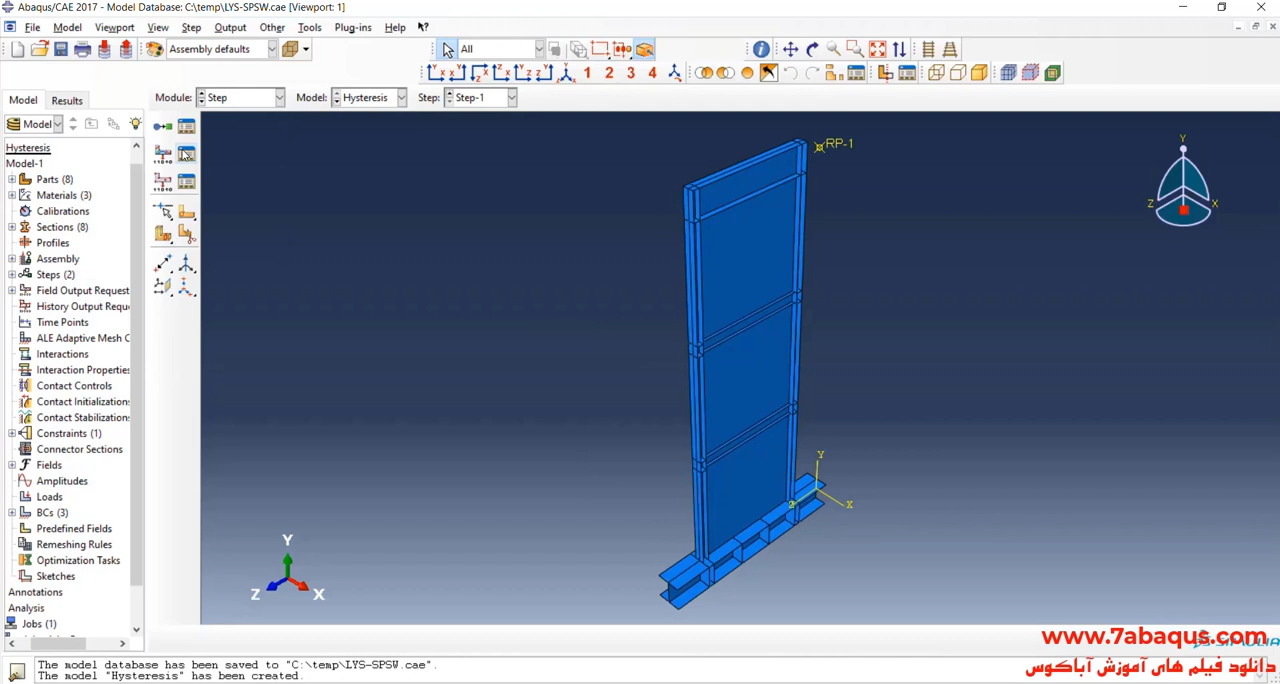 Abaqus/CAE 2017 - Model Database: C:\temp\LYS-SPSW.cae [Viewport: 1]
File Model Viewport View Step Output Other Tools Plug-ins Help
Assembly defaults All
1 2 3 4
Model Results Module: Step Model: Hysteresis Step: Step-1
Model
Hysteresis
Model-1
Parts (8)
Materials (3)
Calibrations
Sections (8)
Profiles
Assembly
Steps (2)
Field Output Request
History Output Requ
Time Points
ALE Adaptive Mesh C
Interactions
Interaction Properties
Contact Controls
Contact Initializations
Contact Stabilizations
Constraints (1)
Connector Sections
Fields
Amplitudes
Loads
BCs (3)
Predefined Fields
Remeshing Rules
Optimization Tasks
Sketches
Annotations
Analysis
Jobs (1)
RP-1
Y
Z X
Y
Z X
Y
Z X
www.7abaqus.com
دانلود فیلم های آموزش آباکوس
The model database has been saved to "C:\temp\LYS-SPSW.cae".
The model "Hysteresis" has been created.